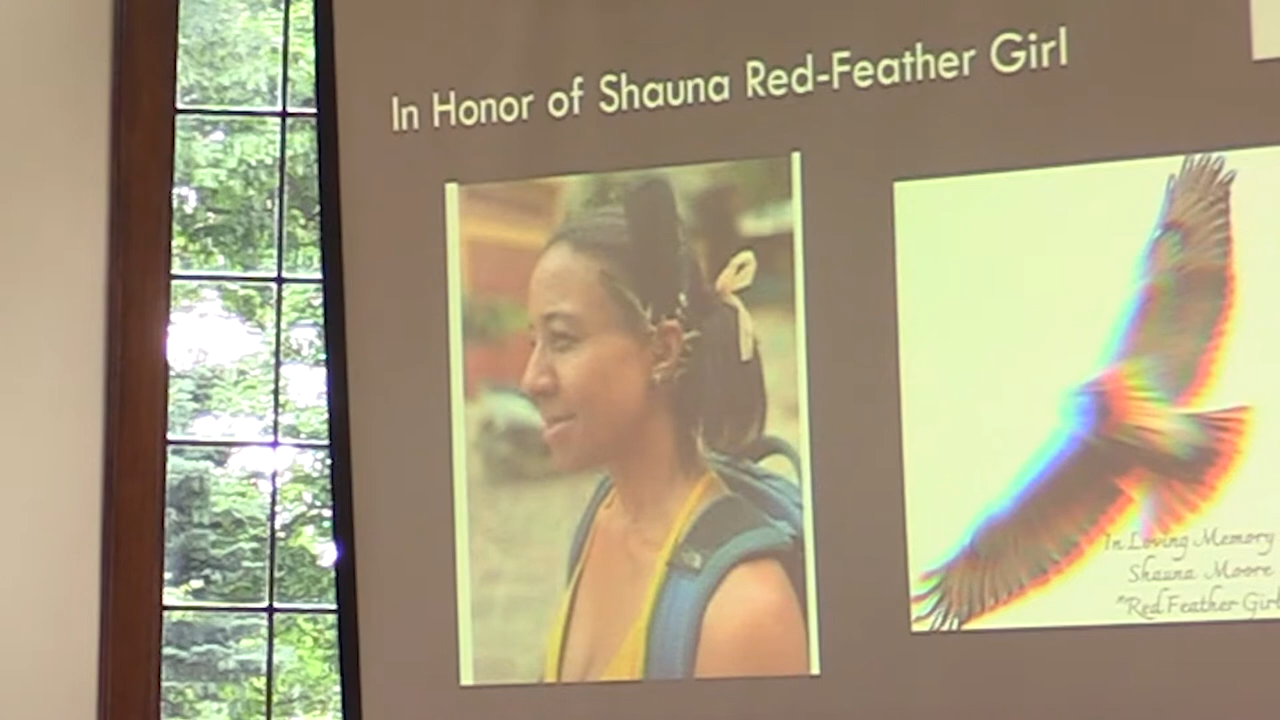 In Honor of Shauna Red-Feather Girl
In Loving Memory
Shauna Moore
"Red Feather Girl